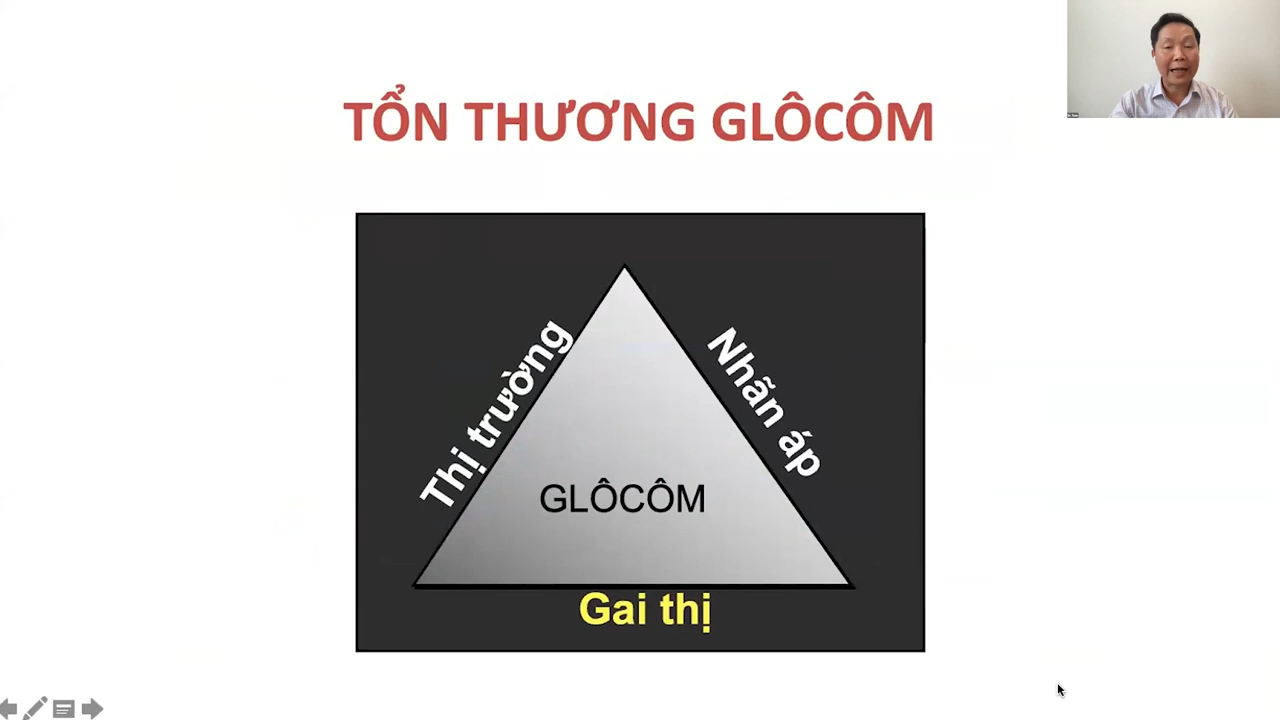 TỔN THƯƠNG GLÔCÔM
Thị trường
Nhãn áp
GLÔCÔM
Gai thị